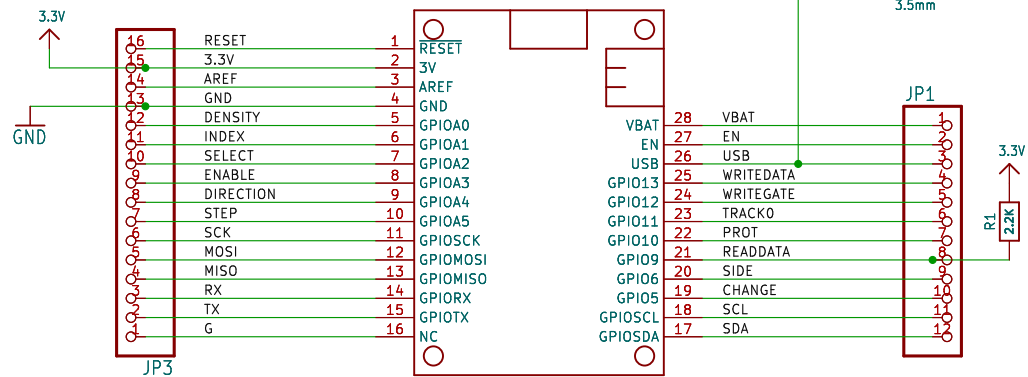 3.5mm
3.3V
16 RESET 1 RESET
15 3.3V 2 3V
14 AREF 3 AREF
13 GND 4 GND
GND
12 DENSITY 5 GPIOA0
11 INDEX 6 GPIOA1
10 SELECT 7 GPIOA2
9 ENABLE 8 GPIOA3
8 DIRECTION 9 GPIOA4
7 STEP 10 GPIOA5
6 SCK 11 GPIOSCK
5 MOSI 12 GPIOMOSI
4 MISO 13 GPIOMISO
3 RX 14 GPIORX
2 TX 15 GPIOTX
1 G 16 NC
JP3
JP1
VBAT 28 VBAT 1
EN 27 EN 2
USB 26 USB 3
GPIO13 25 WRITEDATA 4
GPIO12 24 WRITEGATE 5
GPIO11 23 TRACK0 6
GPIO10 22 PROT 7
GPIO9 21 READDATA 8
GPIO6 20 SIDE 9
GPIO5 19 CHANGE 10
GPIOSCL 18 SCL 11
GPIOSDA 17 SDA 12
3.3V
R1
2.2K